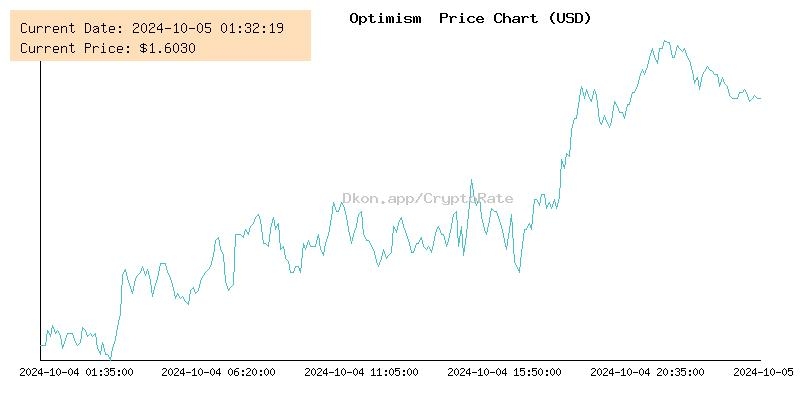 Optimism  Price Chart (USD)
Current Date: 2024-10-05 01:32:19
Current Price: $1.6030
Dkon.app/CryptoRate
2024-10-04 01:35:00 2024-10-04 06:20:00 2024-10-04 11:05:00 2024-10-04 15:50:00 2024-10-04 20:35:00 2024-10-05